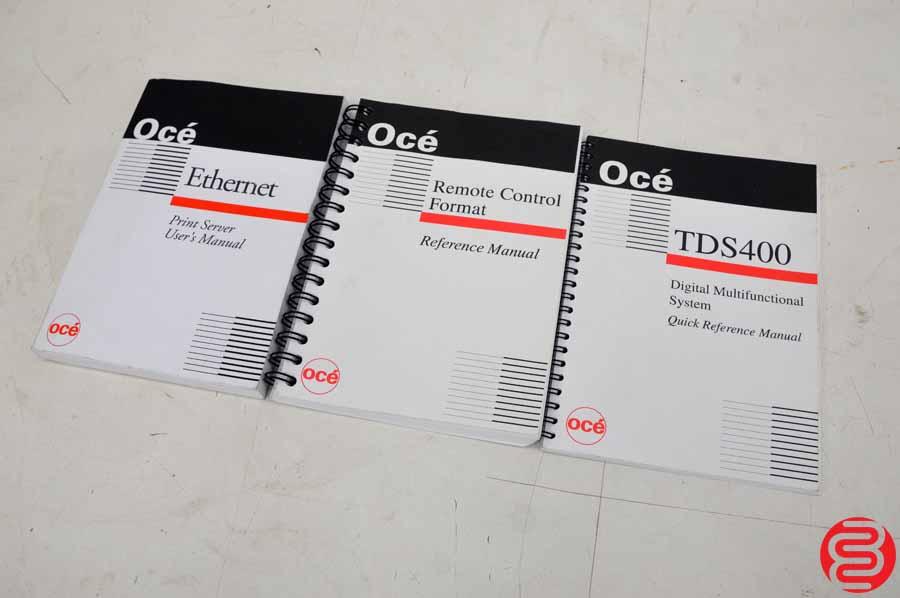 Océ
Ethernet
Print Server
User's Manual
océ
Océ
Remote Control
Format
Reference Manual
océ
Océ
TDS400
Digital Multifunctional
System
Quick Reference Manual
océ